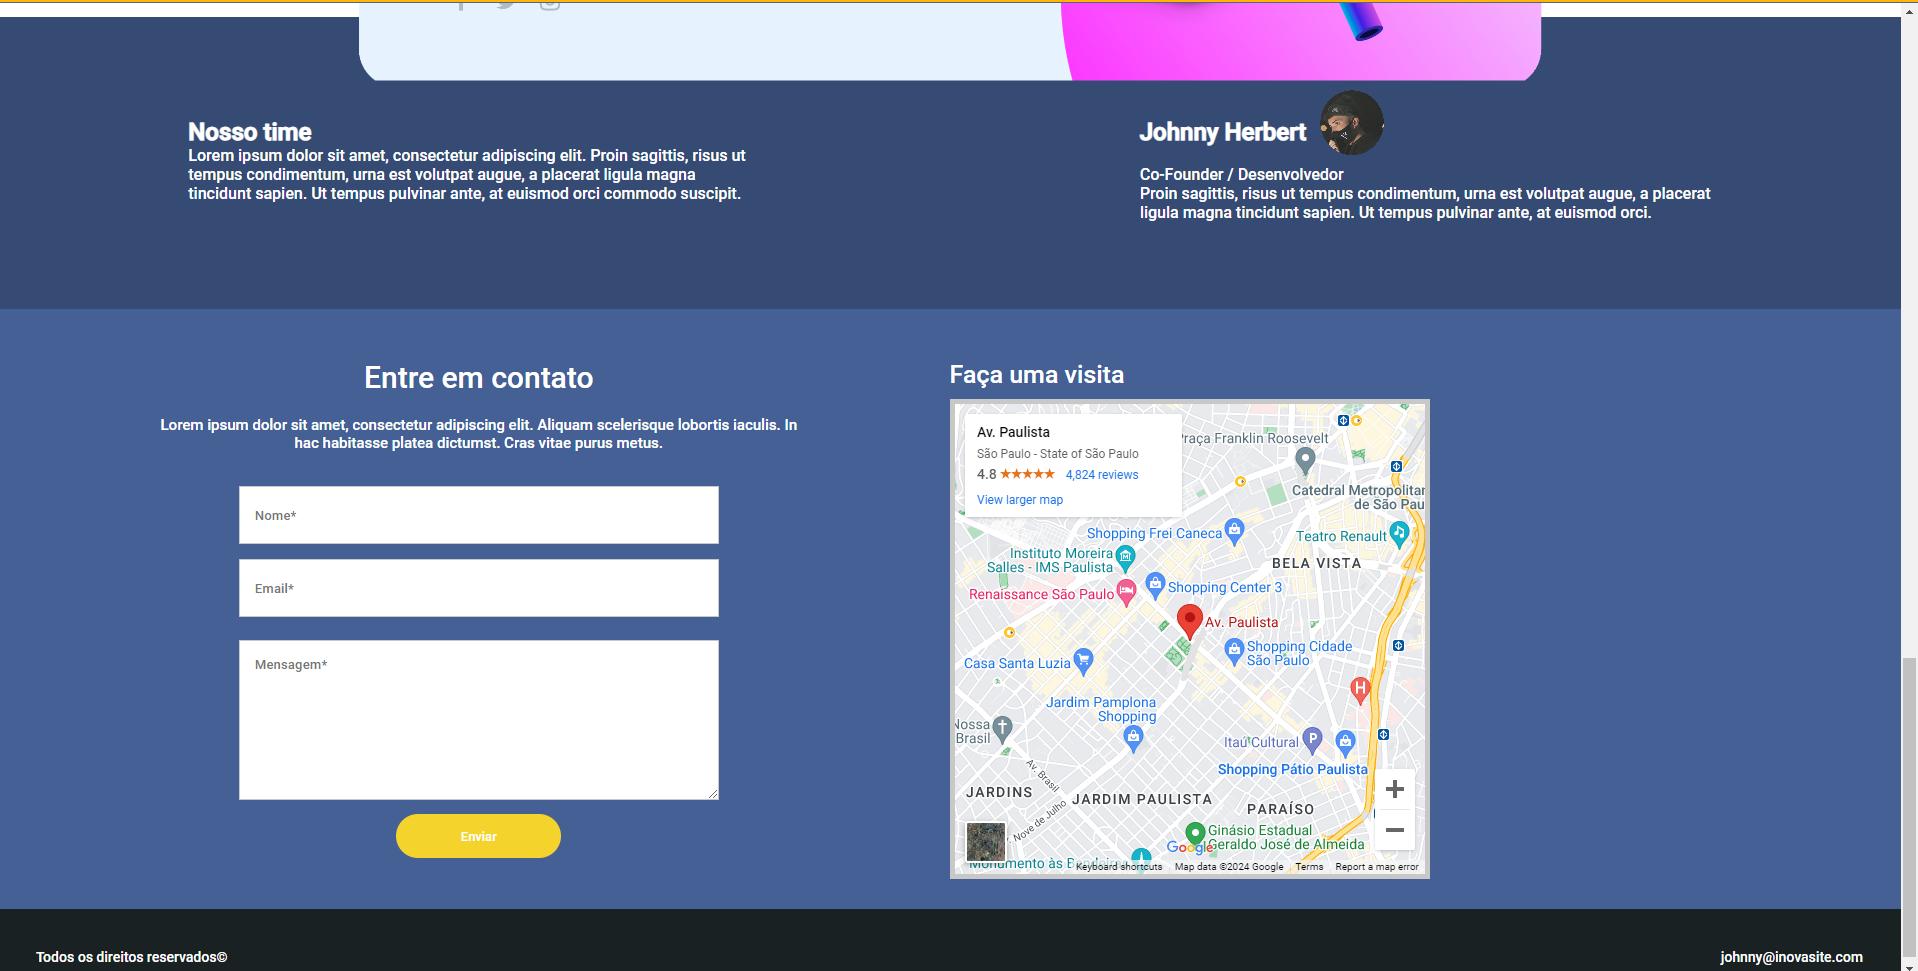 Nosso time
Lorem ipsum dolor sit amet, consectetur adipiscing elit. Proin sagittis, risus ut
tempus condimentum, urna est volutpat augue, a placerat ligula magna
tincidunt sapien. Ut tempus pulvinar ante, at euismod orci commodo suscipit.
Johnny Herbert
Co-Founder / Desenvolvedor
Proin sagittis, risus ut tempus condimentum, urna est volutpat augue, a placerat
ligula magna tincidunt sapien. Ut tempus pulvinar ante, at euismod orci.
Entre em contato
Lorem ipsum dolor sit amet, consectetur adipiscing elit. Aliquam scelerisque lobortis iaculis. In
hac habitasse platea dictumst. Cras vitae purus metus.
Nome*
Email*
Mensagem*
Enviar
Faça uma visita
Av. Paulista
São Paulo - State of São Paulo
4.8 ★★★★★ 4,824 reviews
View larger map
Praça Franklin Roosevelt
Catedral Metropolitan
de São Pau
Shopping Frei Caneca
Teatro Renault
Instituto Moreira
Salles - IMS Paulista
BELA VISTA
Renaissance São Paulo
Shopping Center 3
Av. Paulista
Shopping Cidade
São Paulo
Casa Santa Luzia
H
Jardim Pamplona
Shopping
Nossa
Brasil
Itaú Cultural
P
Shopping Pátio Paulista
Av. Brasil
JARDINS
JARDIM PAULISTA
PARAÍSO
Av. Nove de Julho
Ginásio Estadual
Geraldo José de Almeida
Google
Monumento às Bandeiras
Keyboard shortcuts
Map data ©2024 Google
Terms
Report a map error
Todos os direitos reservados©
johnny@inovasite.com